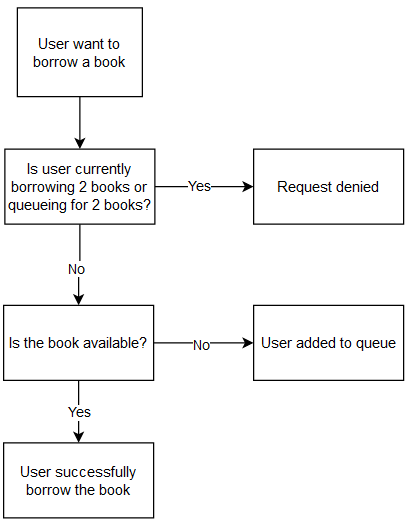 User want to
borrow a book
Is user currently
borrowing 2 books or
queueing for 2 books?
Yes
Request denied
No
Is the book available?
No
User added to queue
Yes
User successfully
borrow the book